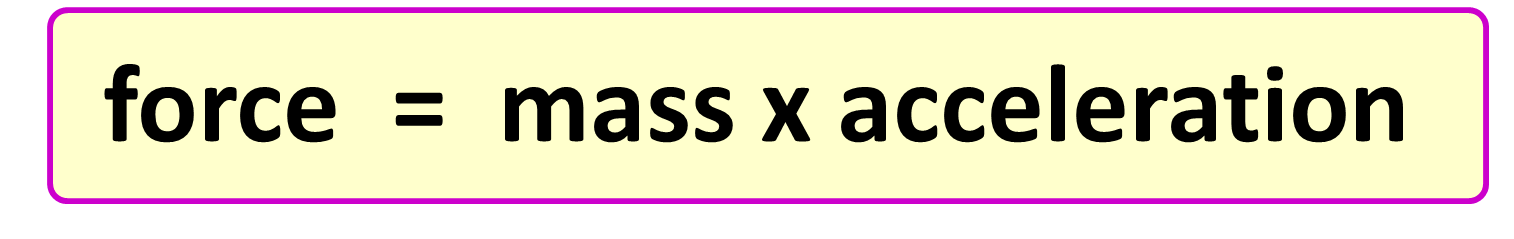 force = mass x acceleration